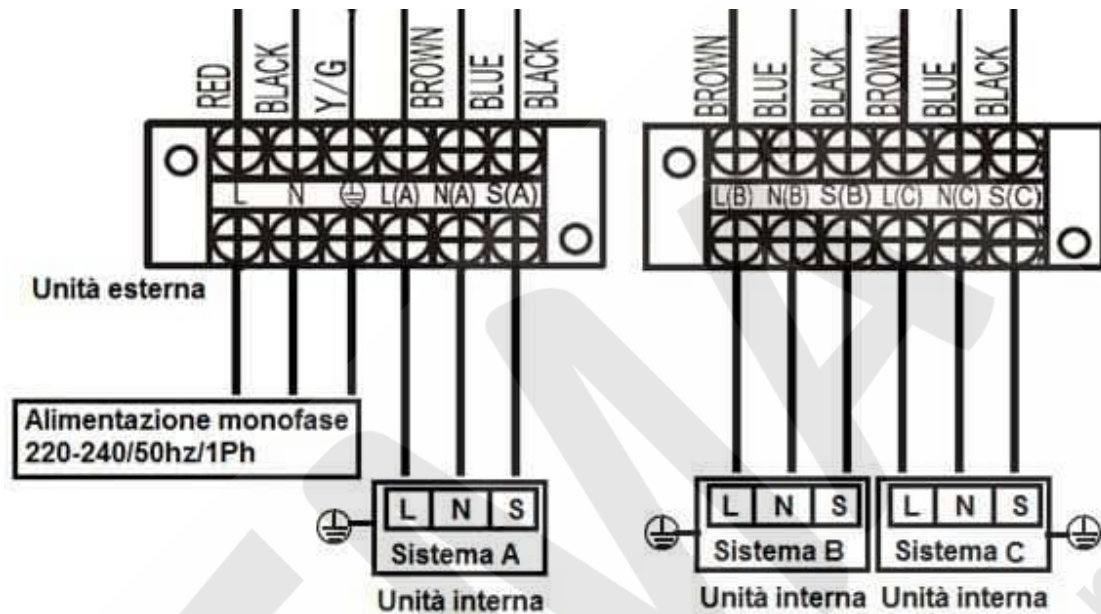 RED BLACK Y/G BROWN BLUE BLACK
BROWN BLUE BLACK BROWN BLUE BLACK
L N L(A) N(A) S(A)
L(B) N(B) S(B) L(C) N(C) S(C)
Unità esterna
Alimentazione monofase
220-240/50hz/1Ph
L N S
Sistema A
Unità interna
L N S
Sistema B
Unità interna
L N S
Sistema C
Unità interna